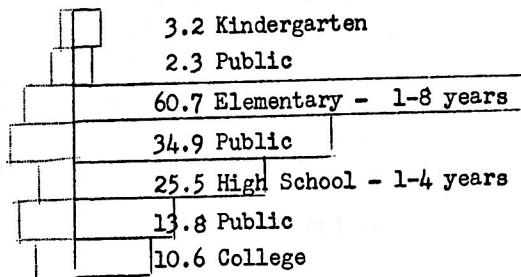 3.2 Kindergarten
2.3 Public
60.7 Elementary - 1-8 years
34.9 Public
25.5 High School - 1-4 years
13.8 Public
10.6 College